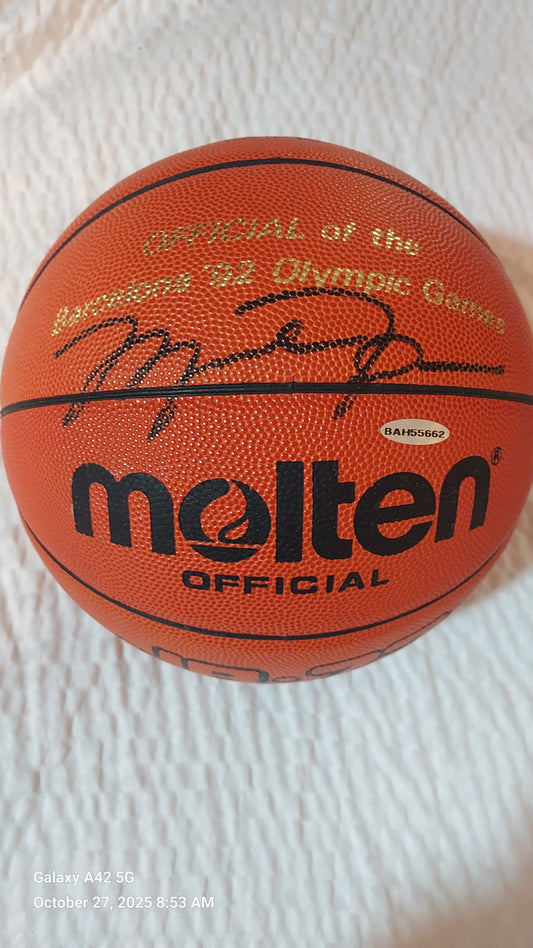 OFFICIAL of the
Barcelona '92 Olympic Games
BAH55662
molten®
OFFICIAL
Galaxy A42 5G
October 27, 2025 8:53 AM